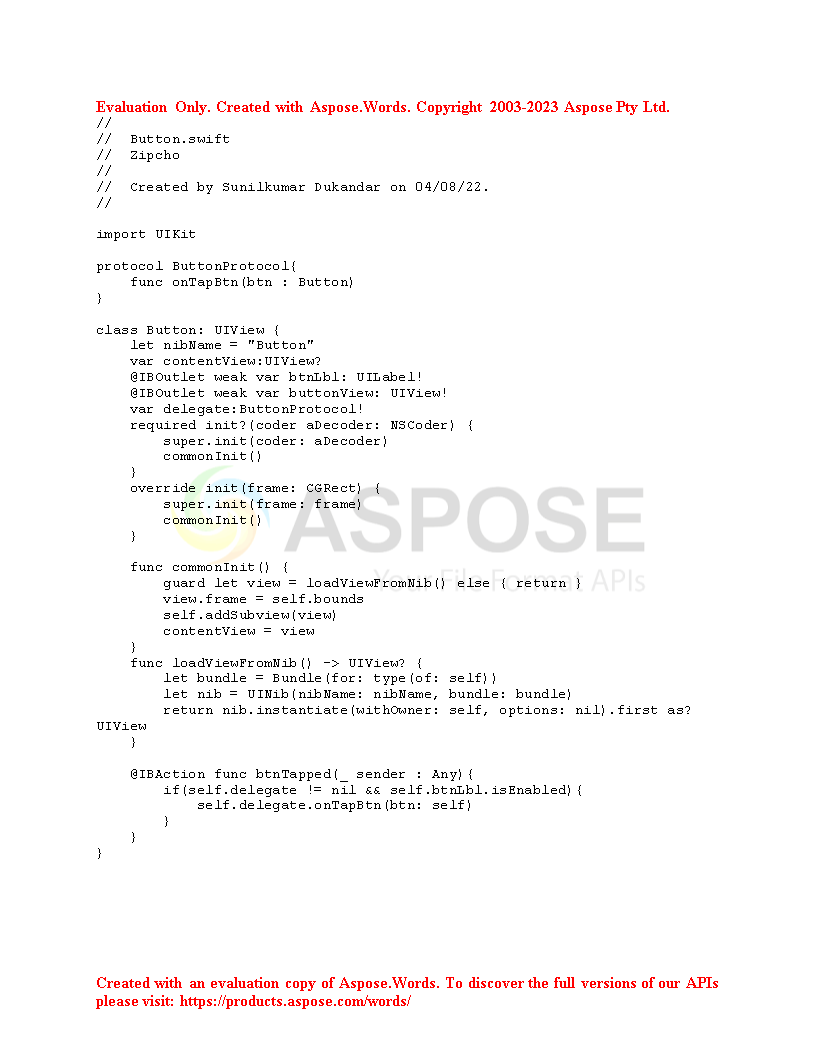 Evaluation Only. Created with Aspose.Words. Copyright 2003-2023 Aspose Pty Ltd.
//
//  Button.swift
//  Zipcho
//
//  Created by Sunilkumar Dukandar on 04/08/22.
//

import UIKit

protocol ButtonProtocol{
    func onTapBtn(btn : Button)
}

class Button: UIView {
    let nibName = "Button"
    var contentView:UIView?
    @IBOutlet weak var btnLbl: UILabel!
    @IBOutlet weak var buttonView: UIView!
    var delegate:ButtonProtocol!
    required init?(coder aDecoder: NSCoder) {
        super.init(coder: aDecoder)
        commonInit()
    }
    override init(frame: CGRect) {
        super.init(frame: frame)
        commonInit()
    }

    func commonInit() {
        guard let view = loadViewFromNib() else { return }
        view.frame = self.bounds
        self.addSubview(view)
        contentView = view
    }
    func loadViewFromNib() -> UIView? {
        let bundle = Bundle(for: type(of: self))
        let nib = UINib(nibName: nibName, bundle: bundle)
        return nib.instantiate(withOwner: self, options: nil).first as?
UIView
    }

    @IBAction func btnTapped(_ sender : Any){
        if(self.delegate != nil && self.btnLbl.isEnabled){
            self.delegate.onTapBtn(btn: self)
        }
    }
}
ASPOSE
Your File Format APIs
Created with an evaluation copy of Aspose.Words. To discover the full versions of our APIs
please visit: https://products.aspose.com/words/